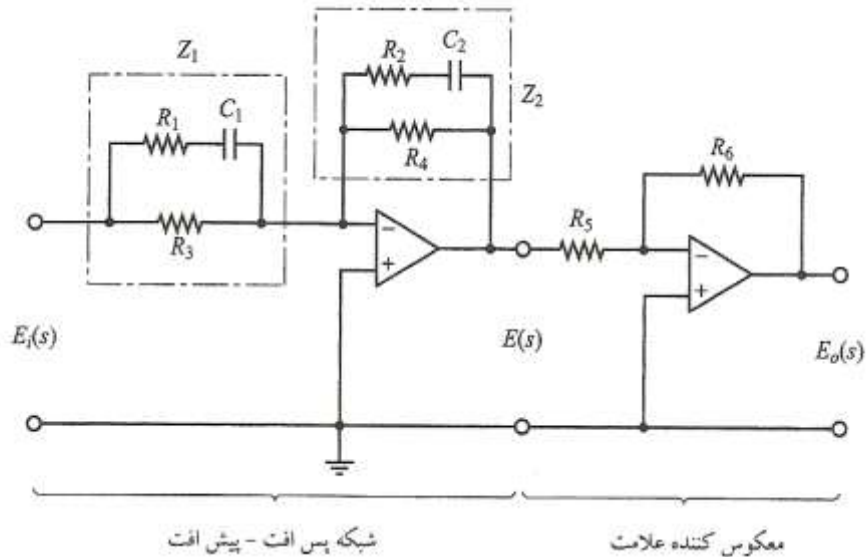 Z₁
R₁
C₁
R₃
R₂
C₂
Z₂
R₄
−
+
R₅
R₆
−
+
Eᵢ(s)
E(s)
Eₒ(s)
شبکه پس افت - پیش افت
معکوس کننده علامت